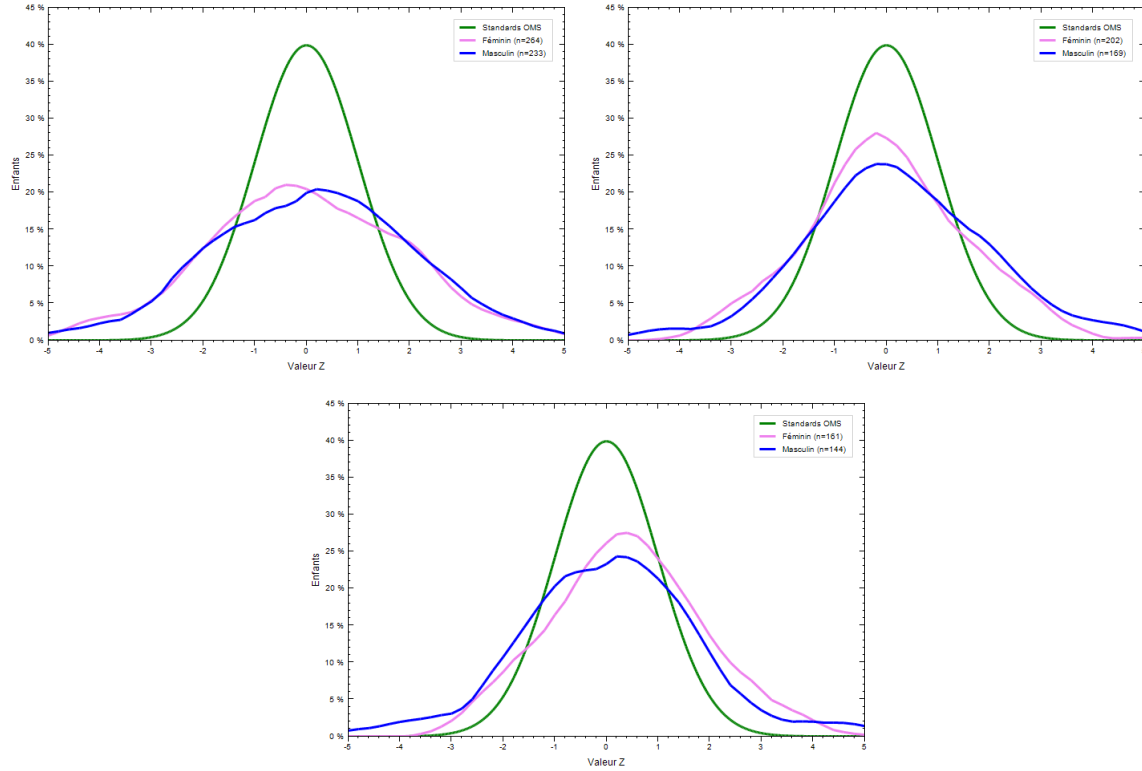 45 %
40 %
35 %
30 %
25 %
20 %
15 %
10 %
5 %
0 %
Enfants
-5 -4 -3 -2 -1 0 1 2 3 4 5
Valeur Z
Standards OMS
Féminin (n=264)
Masculin (n=233)
45 %
40 %
35 %
30 %
25 %
20 %
15 %
10 %
5 %
0 %
Enfants
-5 -4 -3 -2 -1 0 1 2 3 4
Valeur Z
Standards OMS
Féminin (n=202)
Masculin (n=169)
45 %
40 %
35 %
30 %
25 %
20 %
15 %
10 %
5 %
0 %
Enfants
-5 -4 -3 -2 -1 0 1 2 3 4 5
Valeur Z
Standards OMS
Féminin (n=161)
Masculin (n=144)